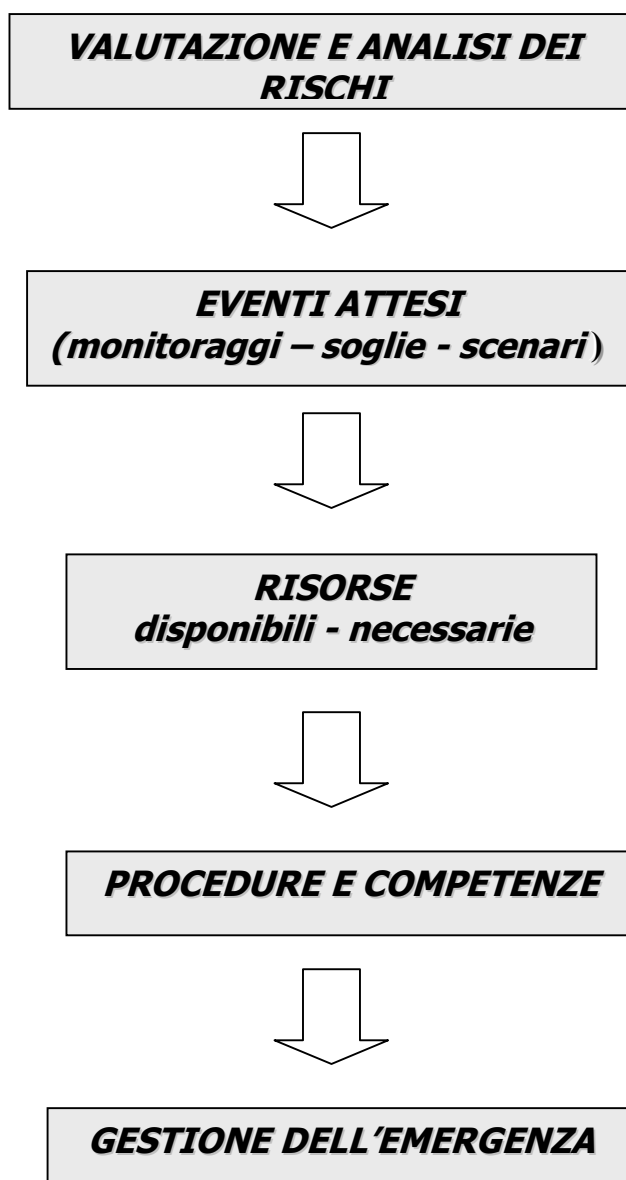 VALUTAZIONE E ANALISI DEI
RISCHI
EVENTI ATTESI
(monitoraggi – soglie - scenari)
RISORSE
disponibili - necessarie
PROCEDURE E COMPETENZE
GESTIONE DELL’EMERGENZA